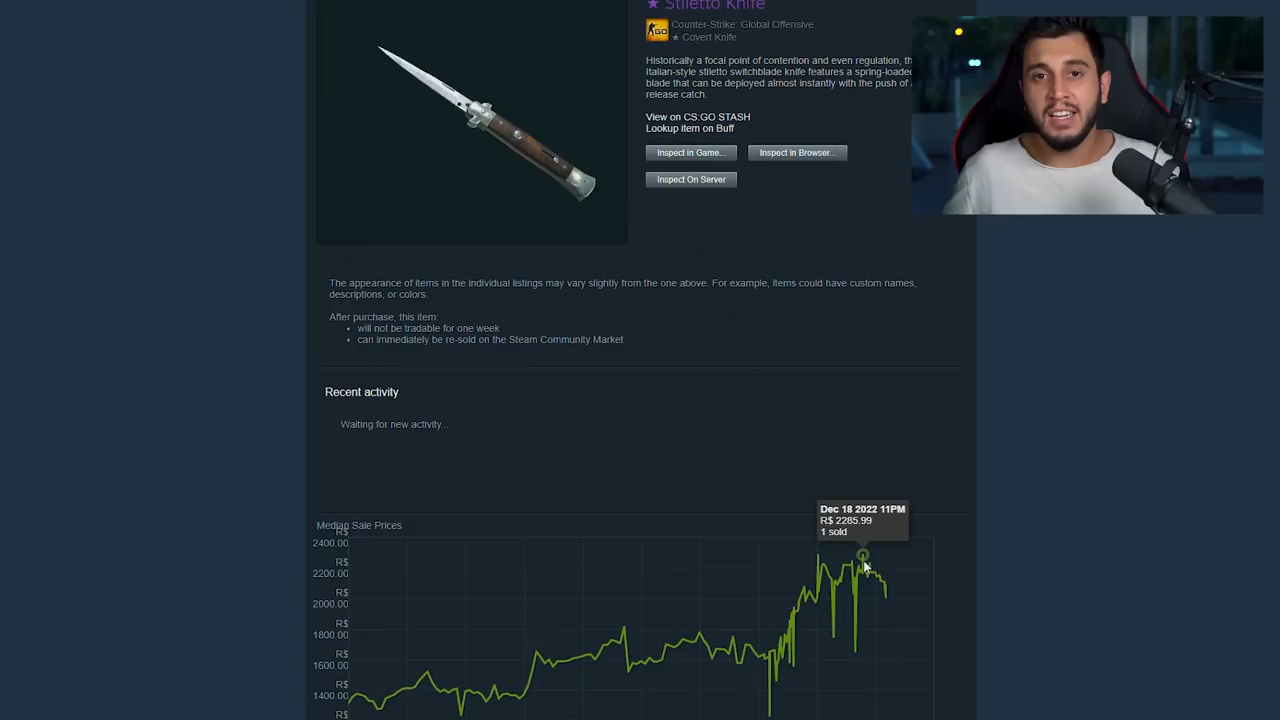 ★ Stiletto Knife
Counter-Strike: Global Offensive
★ Covert Knife
Historically a focal point of contention and even regulation, th
Italian-style stiletto switchblade knife features a spring-loaded
blade that can be deployed almost instantly with the push of
release catch.
View on CS:GO STASH
Lookup item on Buff
Inspect in Game...
Inspect in Browser...
Inspect On Server
The appearance of items in the individual listings may vary slightly from the one above. For example, items could have custom names,
descriptions, or colors.
After purchase, this item:
• will not be tradable for one week
• can immediately be re-sold on the Steam Community Market
Recent activity
Waiting for new activity...
Dec 18 2022 11PM
R$ 2285.99
1 sold
Median Sale Prices
R$
2400.00
R$
2200.00
R$
2000.00
R$
1800.00
R$
1600.00
R$
1400.00
R$